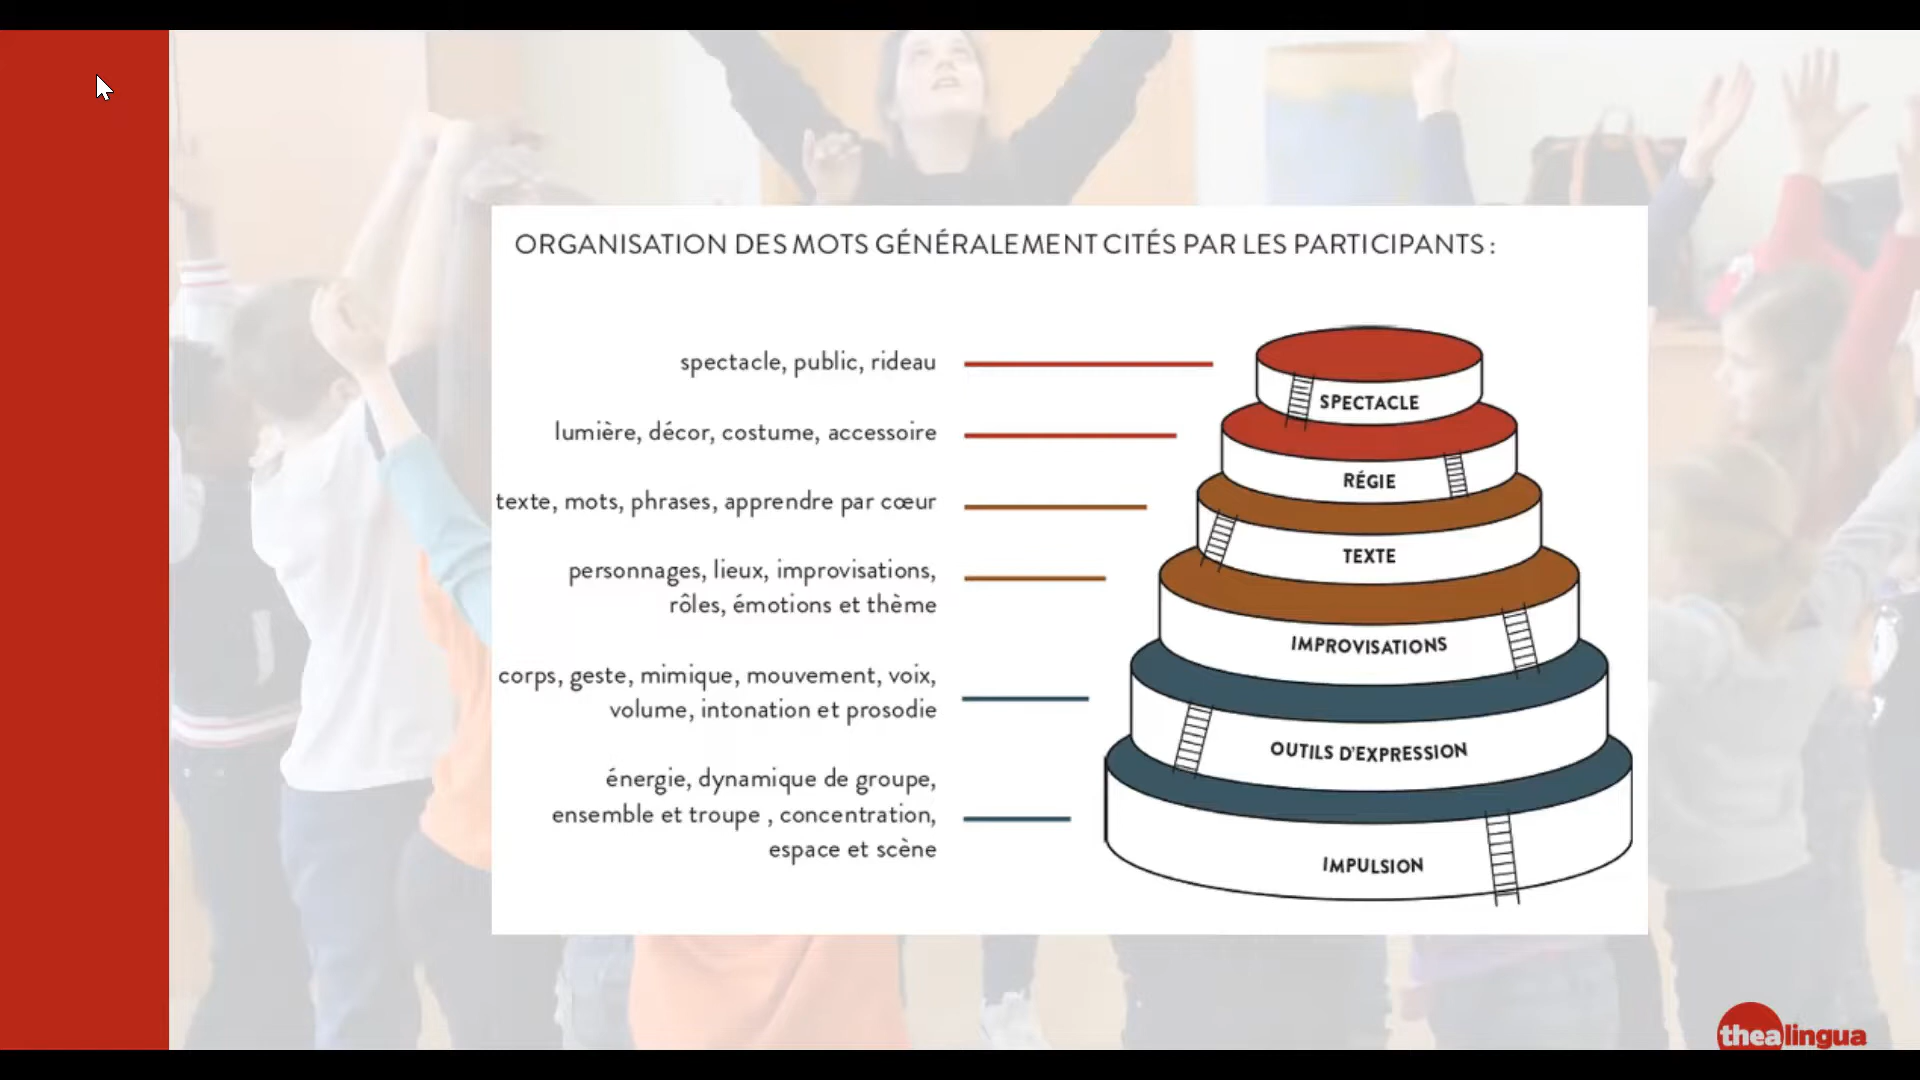 ORGANISATION DES MOTS GÉNÉRALEMENT CITÉS PAR LES PARTICIPANTS :
spectacle, public, rideau
SPECTACLE
lumière, décor, costume, accessoire
RÉGIE
texte, mots, phrases, apprendre par cœur
TEXTE
personnages, lieux, improvisations,
rôles, émotions et thème
IMPROVISATIONS
corps, geste, mimique, mouvement, voix,
volume, intonation et prosodie
OUTILS D'EXPRESSION
énergie, dynamique de groupe,
ensemble et troupe , concentration,
espace et scène
IMPULSION
thealingua